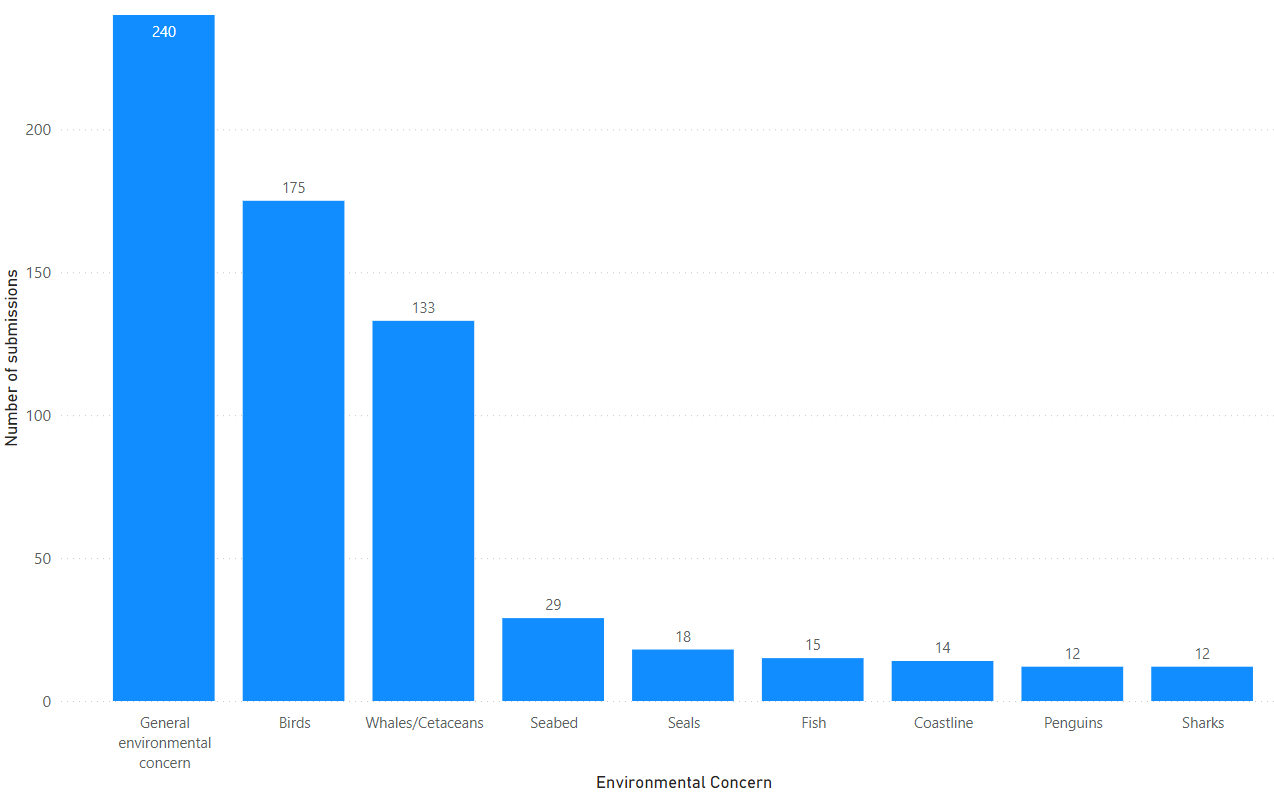 240
200
175
150
133
100
50
29
18
15
14
12
12
0
Number of submissions
General
environmental
concern
Birds
Whales/Cetaceans
Seabed
Seals
Fish
Coastline
Penguins
Sharks
Environmental Concern